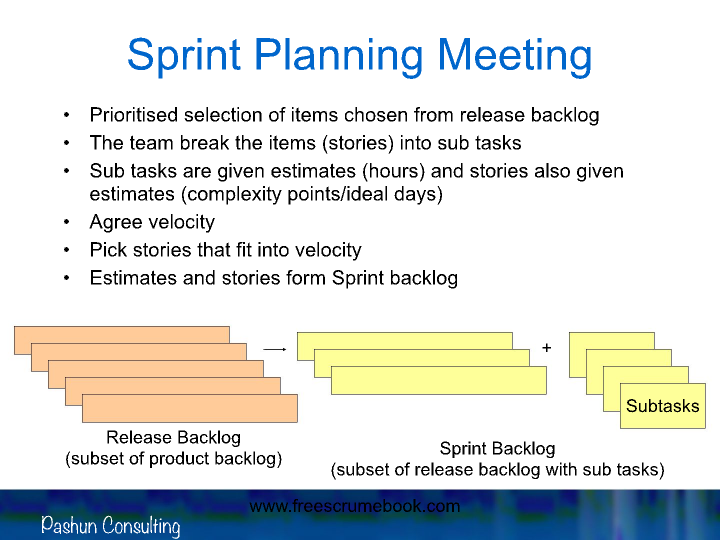 Sprint Planning Meeting
• Prioritised selection of items chosen from release backlog
• The team break the items (stories) into sub tasks
• Sub tasks are given estimates (hours) and stories also given
estimates (complexity points/ideal days)
• Agree velocity
• Pick stories that fit into velocity
• Estimates and stories form Sprint backlog
+
Subtasks
Release Backlog
(subset of product backlog)
Sprint Backlog
(subset of release backlog with sub tasks)
www.freescrumebook.com
Pashun Consulting